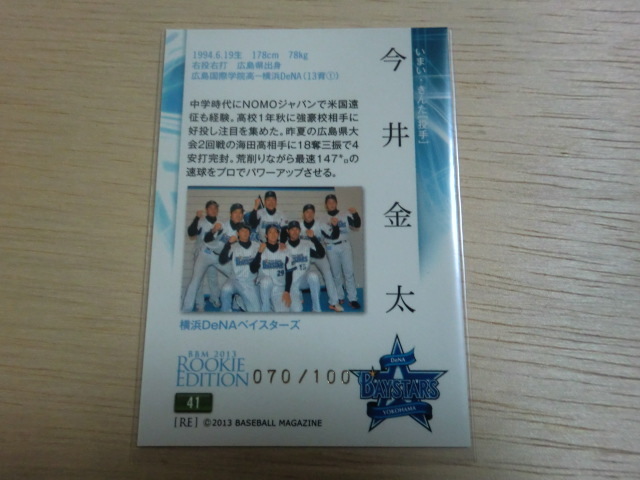 1994.6.19生 178cm 78kg
右投右打 広島県出身
広島国際学院高―横浜DeNA(13育①)
今井金太
いまい・きんた[投手]
中学時代にNOMOジャパンで米国遠
征も経験。高校1年秋に強豪校相手に
好投し注目を集めた。昨夏の広島県大
会2回戦の海田高相手に18奪三振で4
安打完封。荒削りながら最速147㌔の
速球をプロでパワーアップさせる。
横浜DeNAベイスターズ
BBM 2013
ROOKIE
EDITION
070/100
41
[RE] ©2013 BASEBALL MAGAZINE
DeNA
BAYSTARS
YOKOHAMA